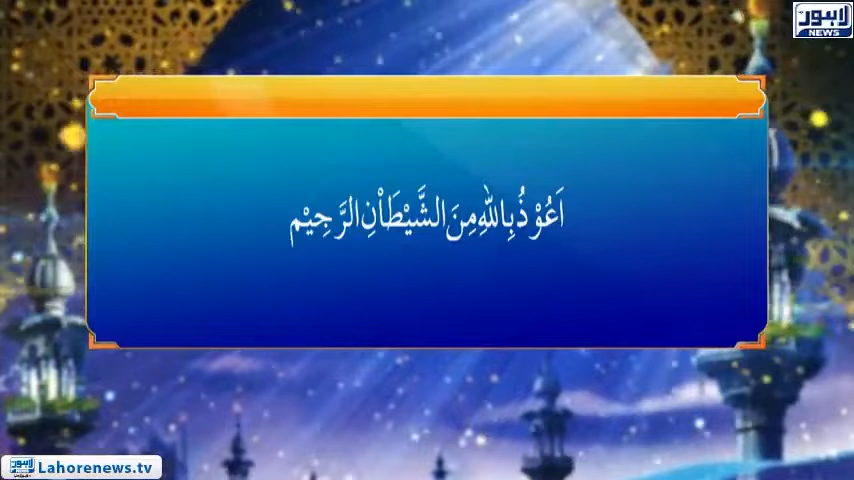 لاہور
NEWS
اَعُوْذُ بِاللّٰهِ مِنَ الشَّيْطَاْنِ الرَّجِيْم
Lahorenews.tv